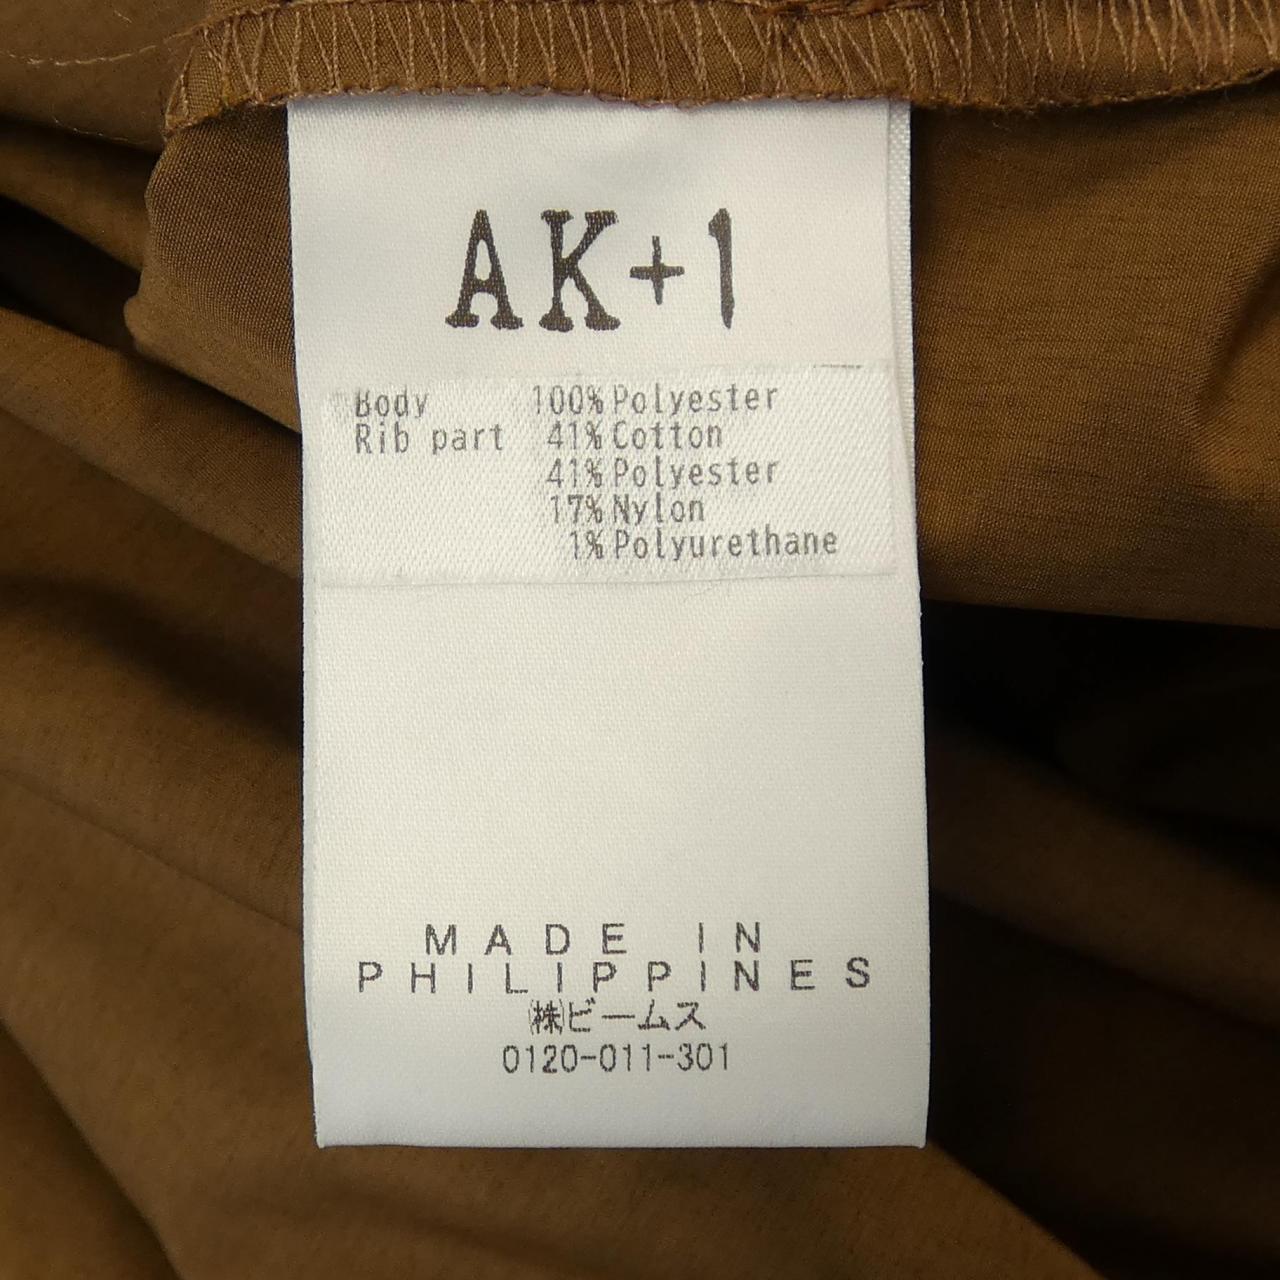 AK+1
Body 100% Polyester
Rib part 41% Cotton
41% Polyester
17% Nylon
1% Polyurethane
MADE IN
PHILIPPINES
㈱ビームス
0120-011-301